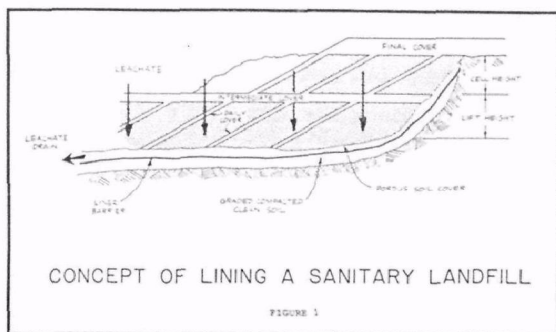 FINAL COVER
LEACHATE
CELL HEIGHT
INTERMEDIATE COVER
DAILY
COVER
LIFT HEIGHT
LEACHATE
DRAIN
POROUS SOIL COVER
LINER
BARRIER
GRADED COMPACTED
CLEAN SOIL
CONCEPT OF LINING A SANITARY LANDFILL
FIGURE 1